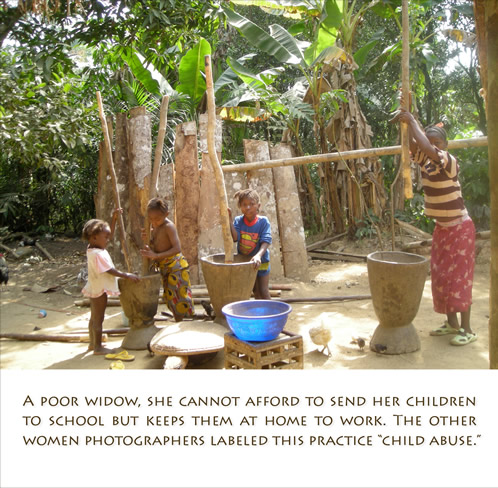 A POOR WIDOW, SHE CANNOT AFFORD TO SEND HER CHILDREN
TO SCHOOL BUT KEEPS THEM AT HOME TO WORK. THE OTHER
WOMEN PHOTOGRAPHERS LABELED THIS PRACTICE "CHILD ABUSE."